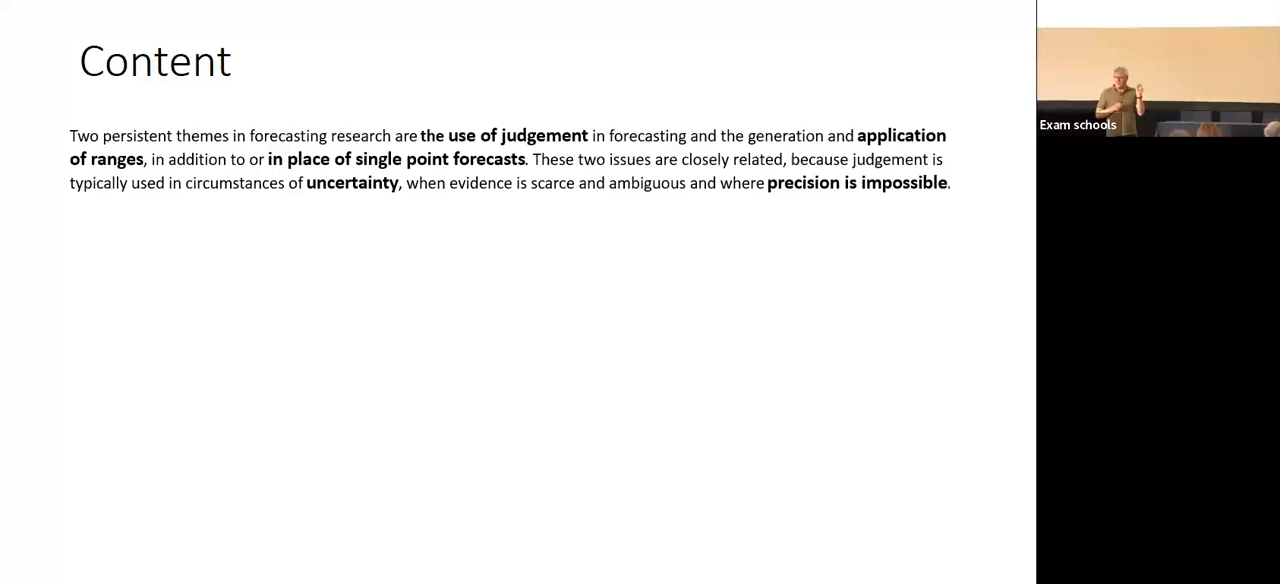 Content
Two persistent themes in forecasting research are the use of judgement in forecasting and the generation and application
of ranges, in addition to or in place of single point forecasts. These two issues are closely related, because judgement is
typically used in circumstances of uncertainty, when evidence is scarce and ambiguous and where precision is impossible.
Exam schools